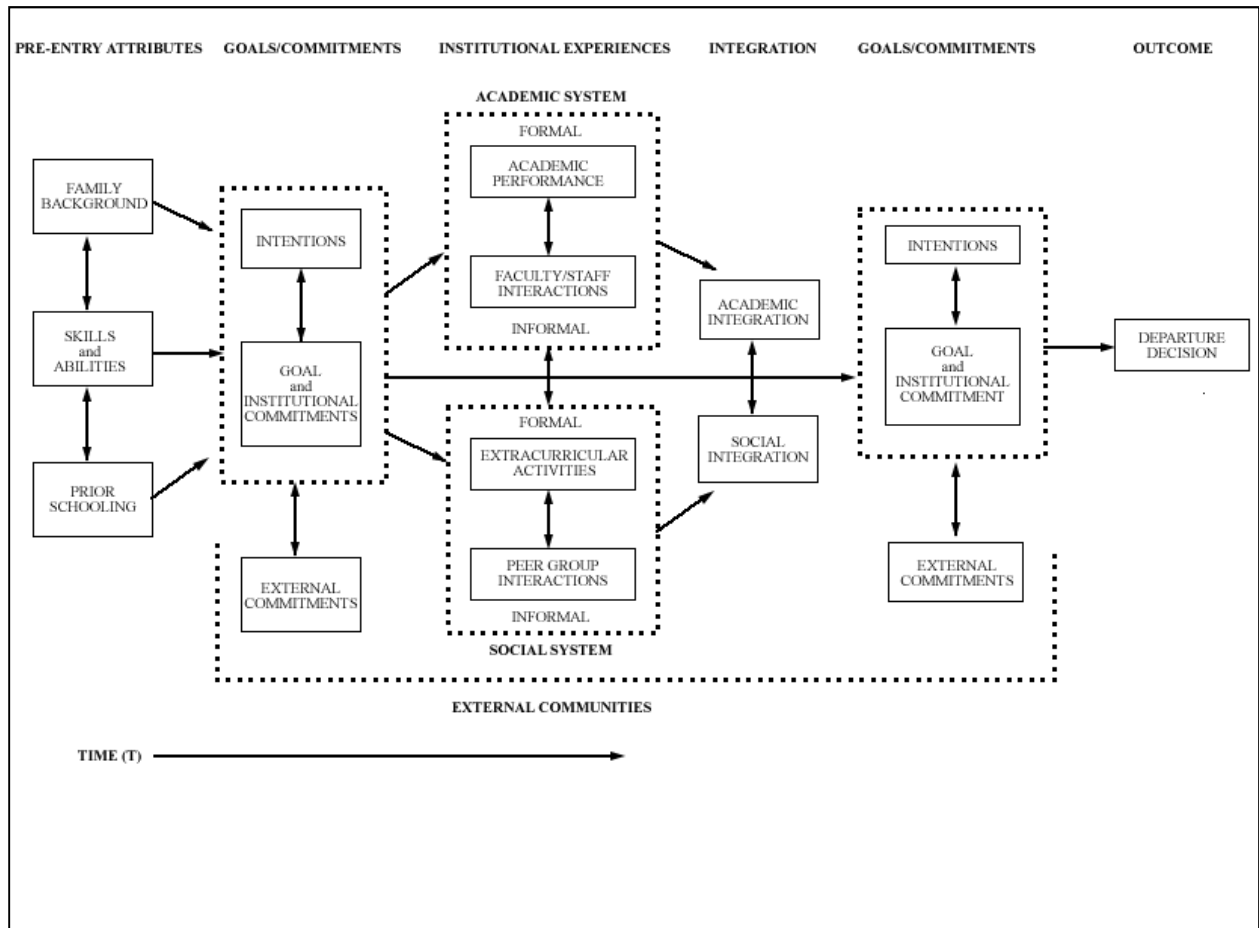 PRE-ENTRY ATTRIBUTES
GOALS/COMMITMENTS
INSTITUTIONAL EXPERIENCES
INTEGRATION
GOALS/COMMITMENTS
OUTCOME
FAMILY
BACKGROUND
SKILLS
and
ABILITIES
PRIOR
SCHOOLING
INTENTIONS
GOAL
and
INSTITUTIONAL
COMMITMENTS
EXTERNAL
COMMITMENTS
ACADEMIC SYSTEM
FORMAL
ACADEMIC
PERFORMANCE
FACULTY/STAFF
INTERACTIONS
INFORMAL
FORMAL
EXTRACURRICULAR
ACTIVITIES
PEER GROUP
INTERACTIONS
INFORMAL
SOCIAL SYSTEM
ACADEMIC
INTEGRATION
SOCIAL
INTEGRATION
INTENTIONS
GOAL
and
INSTITUTIONAL
COMMITMENT
EXTERNAL
COMMITMENTS
DEPARTURE
DECISION
EXTERNAL COMMUNITIES
TIME (T)